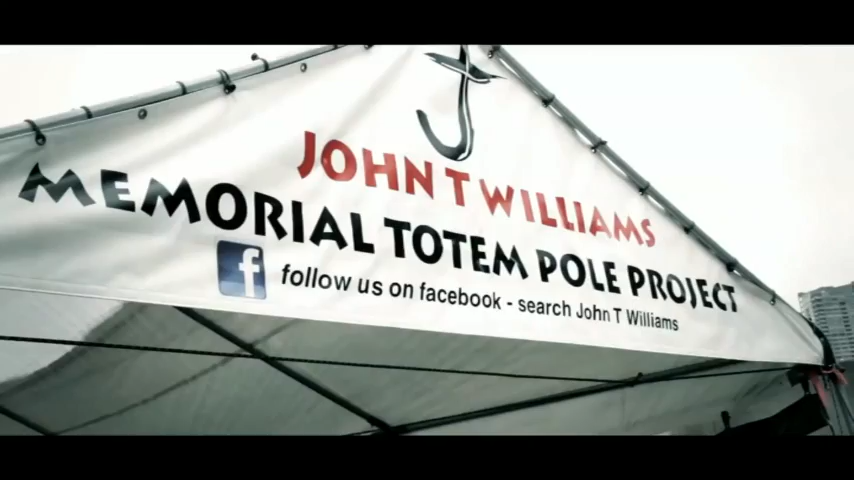 JOHN T WILLIAMS
MEMORIAL TOTEM POLE PROJECT
f follow us on facebook - search John T Williams